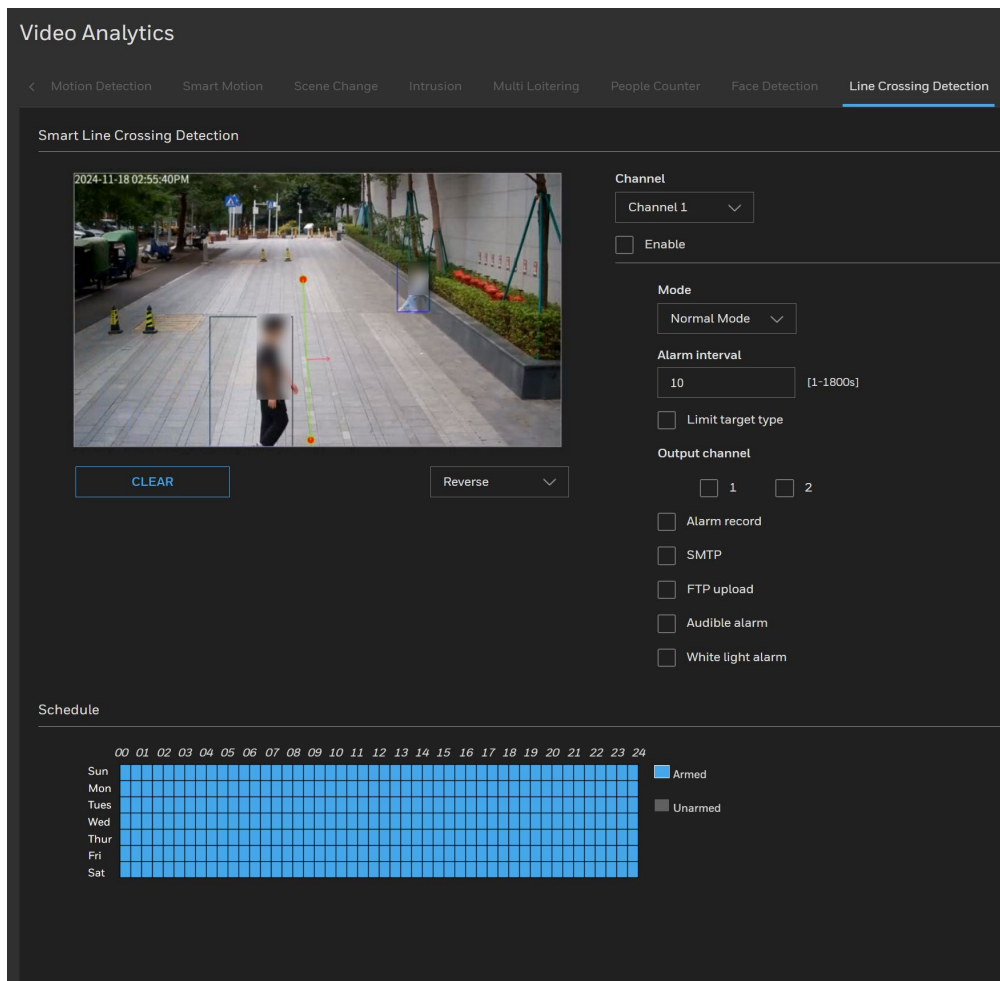 Video Analytics
< Motion Detection Smart Motion Scene Change Intrusion Multi Loitering People Counter Face Detection Line Crossing Detection
Smart Line Crossing Detection
2024-11-18 02:55:40PM
Channel
Channel 1
Enable
Mode
Normal Mode
Alarm interval
10 [1-1800s]
Limit target type
Output channel
1 2
CLEAR
Reverse
Alarm record
SMTP
FTP upload
Audible alarm
White light alarm
Schedule
00 01 02 03 04 05 06 07 08 09 10 11 12 13 14 15 16 17 18 19 20 21 22 23 24
Sun
Mon
Tues
Wed
Thur
Fri
Sat
Armed
Unarmed